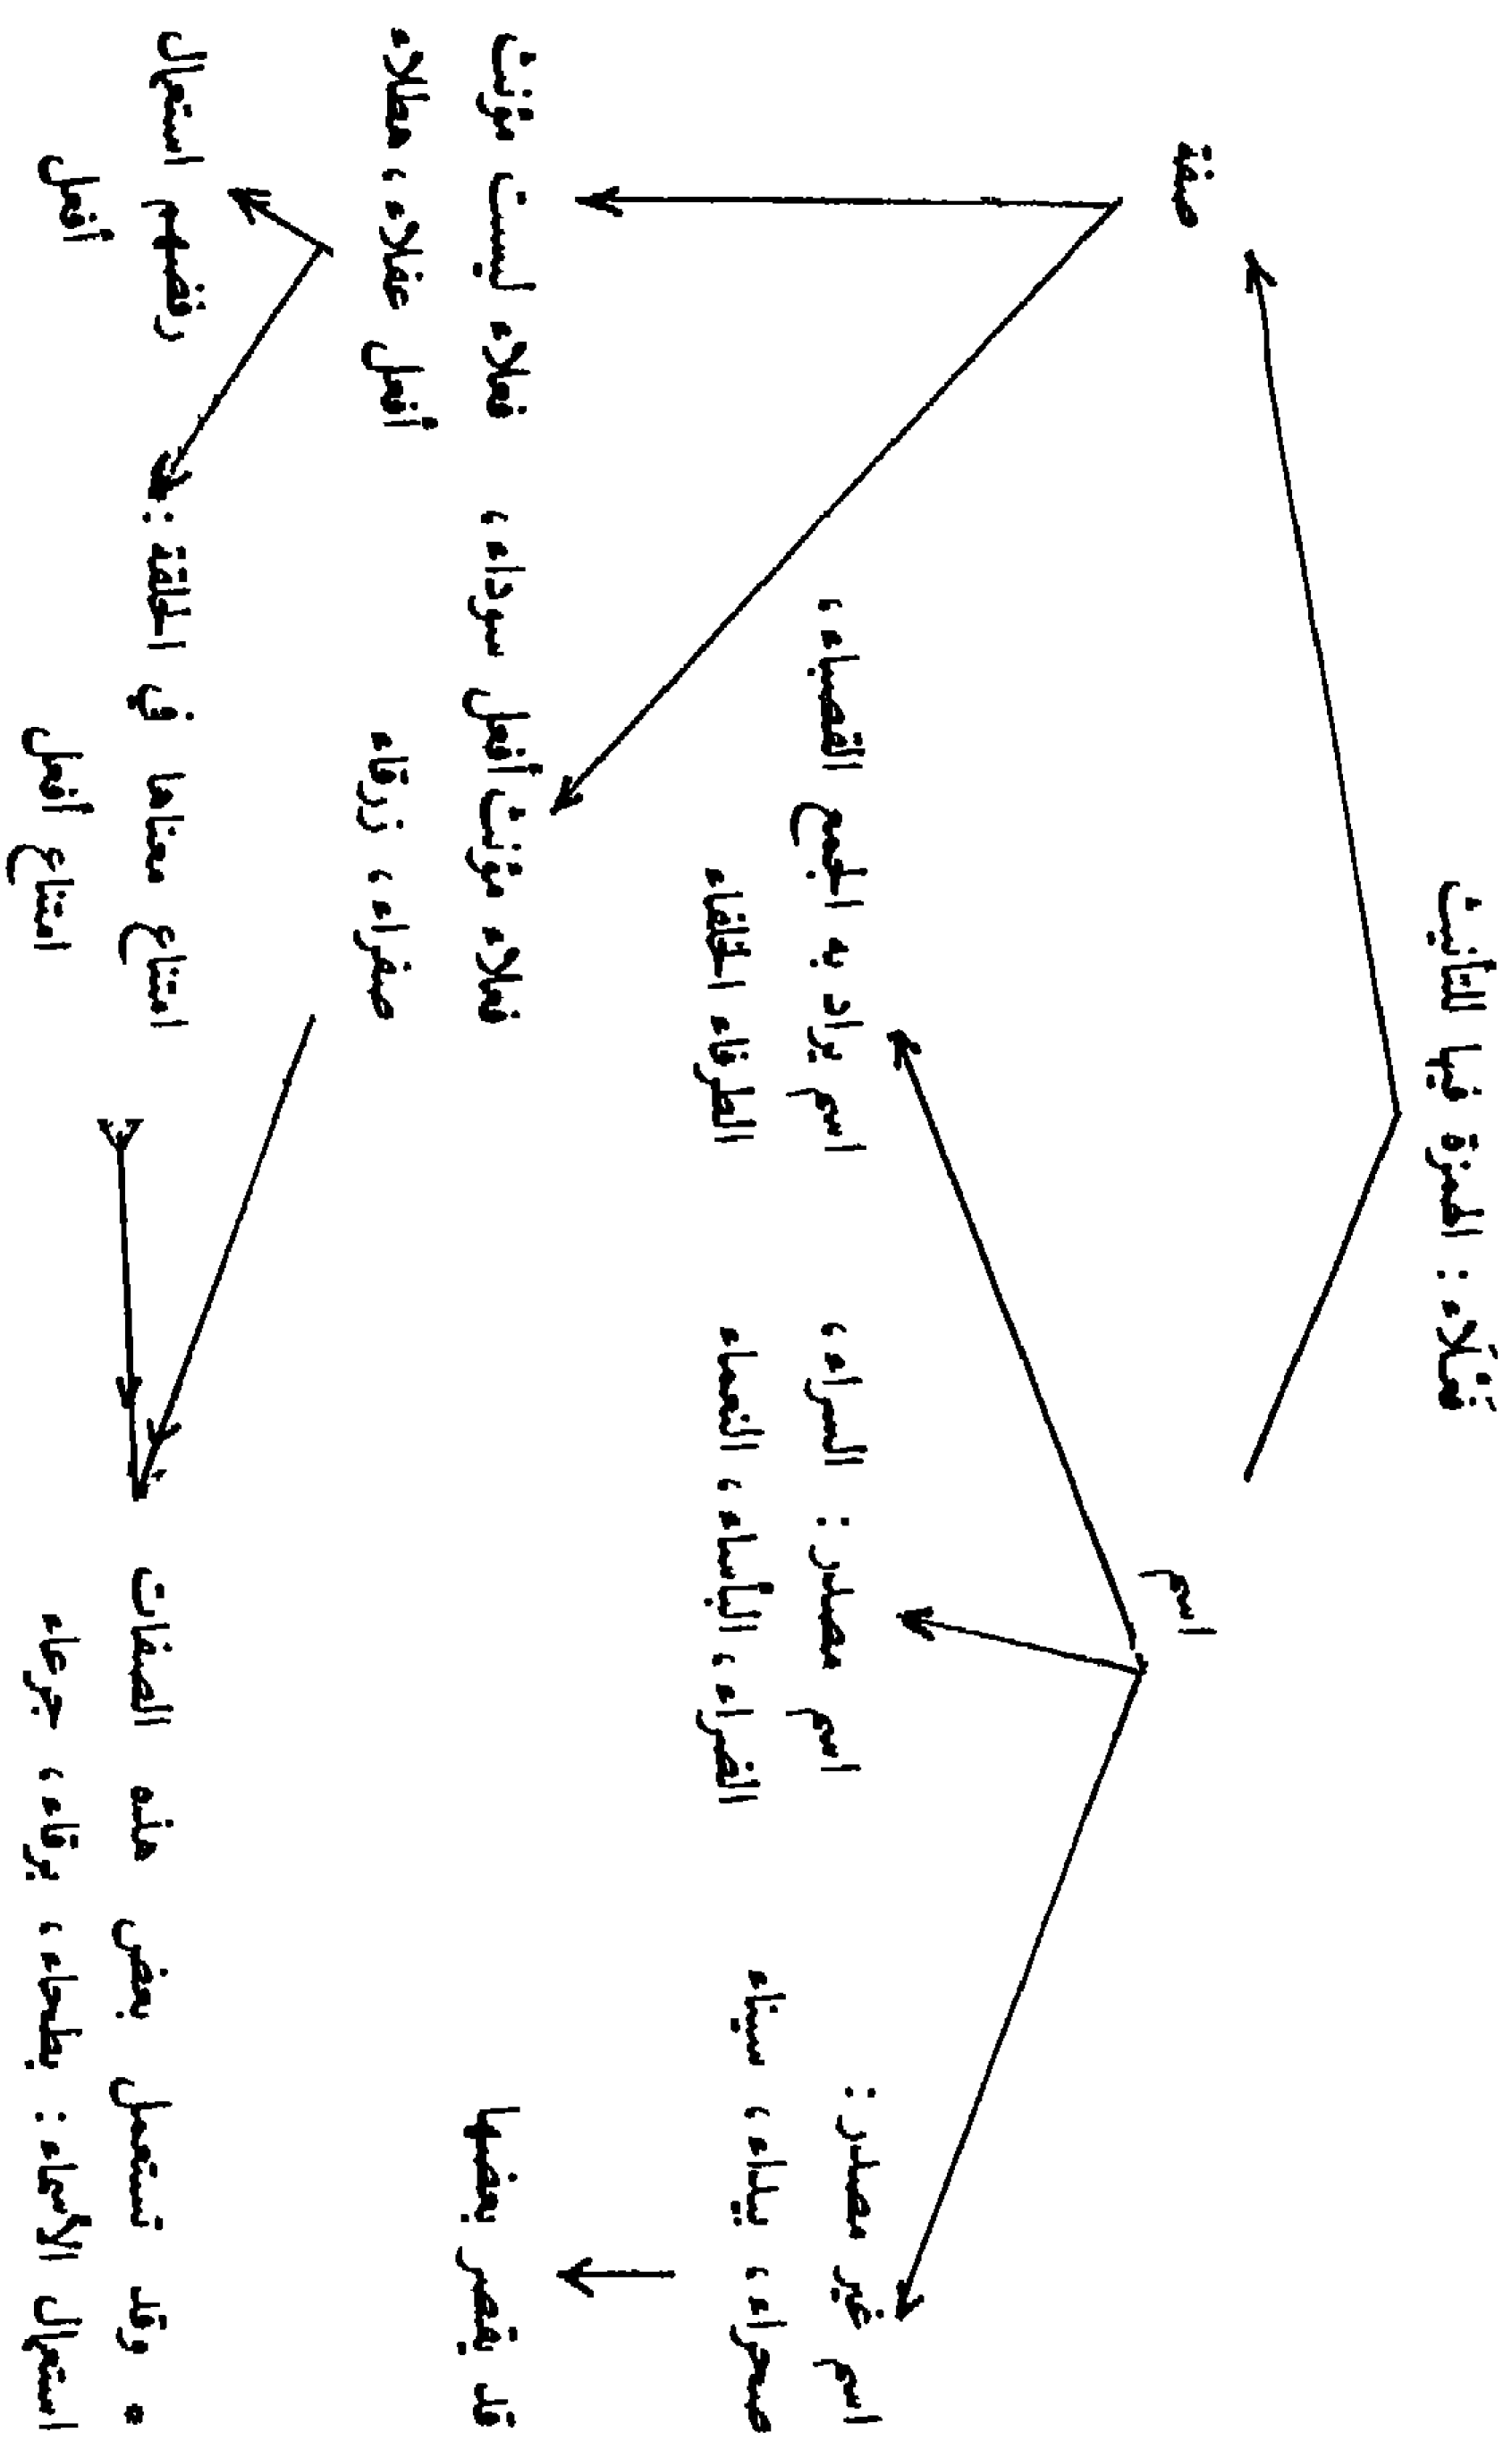 فَعْلَاء : الهمزة فيها للتأنيث
اسم
صفة
اسم غير مصدر :
صحراء ، بيداء ، سيناء
اسم مصدر : السراء ،
الضراء ، البأساء ، النعماء
اسم يراد به الجمع القصباء ،
الطرفاء الحلفاء
قد يقصر بعضها
فعلاء مؤنث أفعل سوداء ،
صفراء ، زرقاء
فعلاء ليست مؤنث
أفعل عفلاء ، هطلاء
امتناع معناها في الخلقة :
امتناع أفعل
رفضهم استعمال
أفعل
* وقد تستعمل بعض هذه الصفات
استعمال الأسماء : بطحاء ، برقاء ، جرعاء